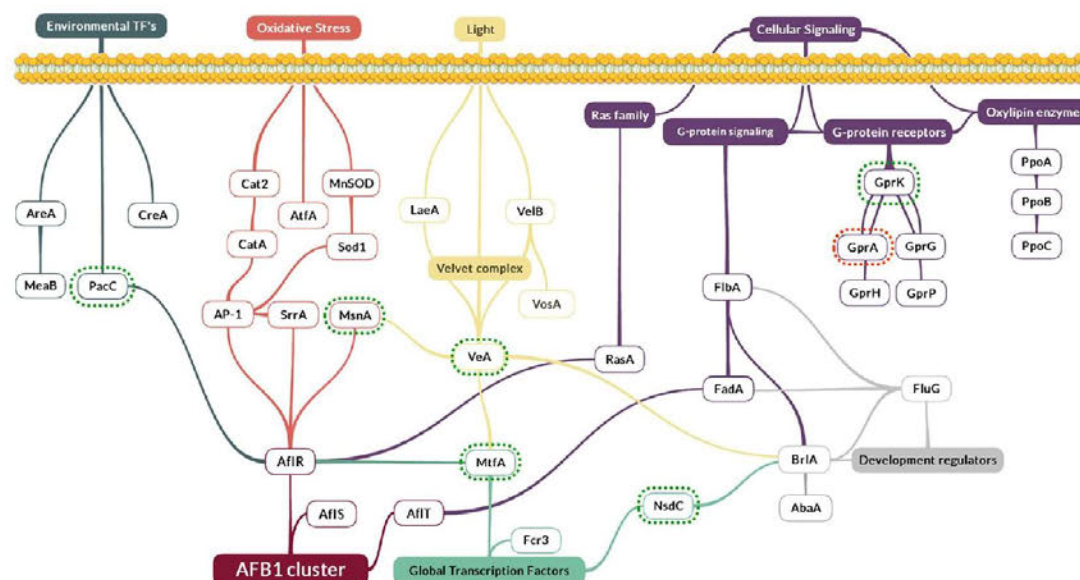 Environmental TF's
Oxidative Stress
Light
Cellular Signaling
Ras family
G-protein signaling
G-protein receptors
Oxylipin enzyme
PpoA
PpoB
PpoC
GprK
GprA
GprG
GprH
GprP
AreA
CreA
MeaB
PacC
Cat2
MnSOD
AtfA
CatA
Sod1
AP-1
SrrA
MsnA
LaeA
VelB
Velvet complex
VosA
VeA
RasA
FlbA
FadA
FluG
AflR
MtfA
BrlA
Development regulators
AbaA
NsdC
AflS
AflT
Fcr3
AFB1 cluster
Global Transcription Factors